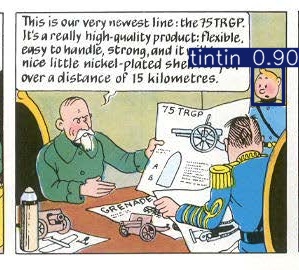 This is our very newest line: the 75 TRGP.
It's a really high-quality product: flexible,
easy to handle, strong, and it
tintin 0.90
nice little nickel-plated
over a distance of 15 kilometres.
75 TRGP
A
B
GRENADE